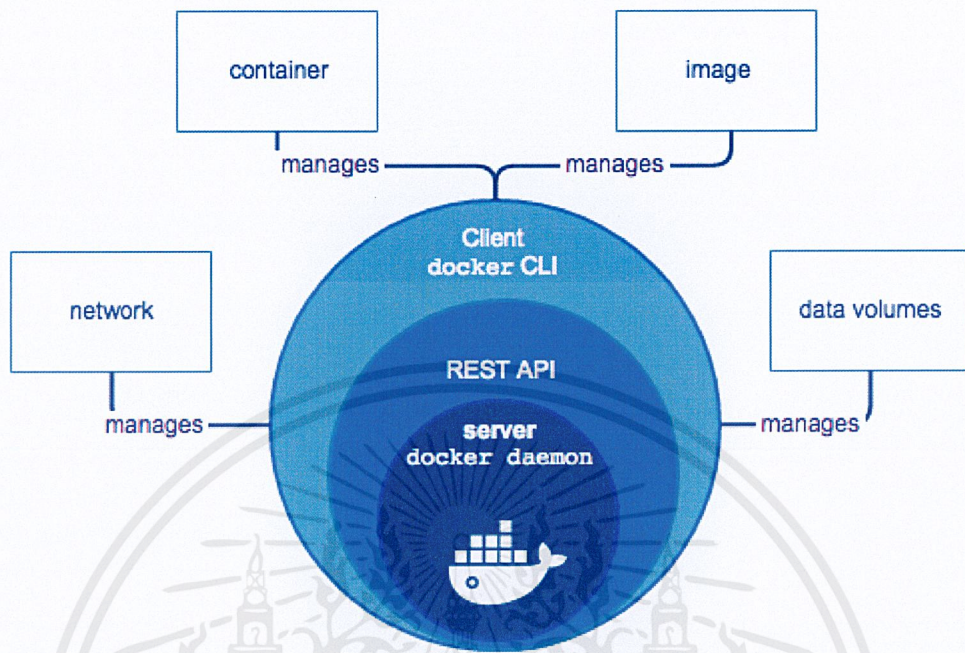 container
image
manages
manages
Client
docker CLI
network
data volumes
REST API
manages
manages
server
docker daemon